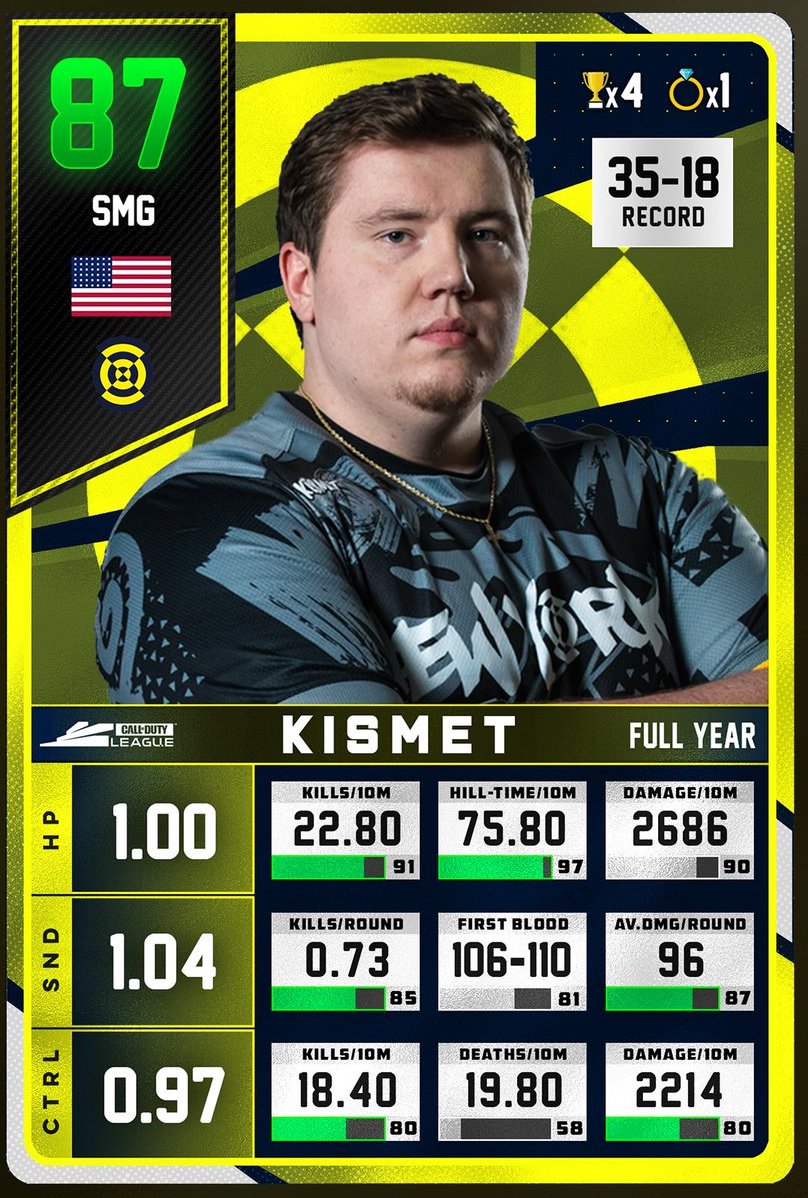 87
SMG
x4 x1
35-18
RECORD
EW YORK
CALL OF DUTY
LEAGUE
KISMET
FULL YEAR
HP
1.00
KILLS/10M
22.80
91
HILL-TIME/10M
75.80
97
DAMAGE/10M
2686
90
SND
1.04
KILLS/ROUND
0.73
85
FIRST BLOOD
106-110
81
AV.DMG/ROUND
96
87
CTRL
0.97
KILLS/10M
18.40
80
DEATHS/10M
19.80
58
DAMAGE/10M
2214
80